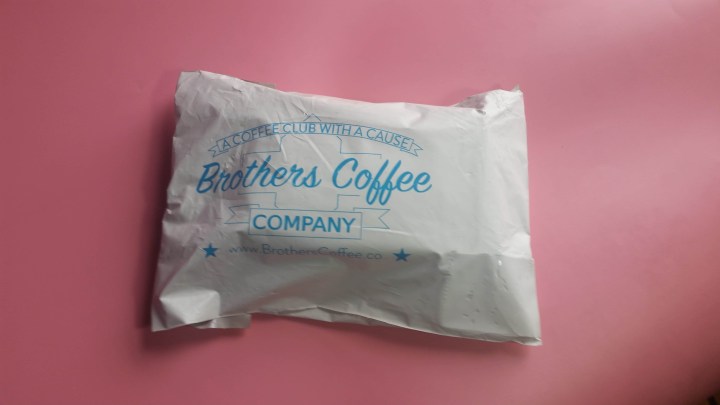 A COFFEE CLUB WITH A CAUSE!
Brothers Coffee
COMPANY
www.BrothersCoffee.co